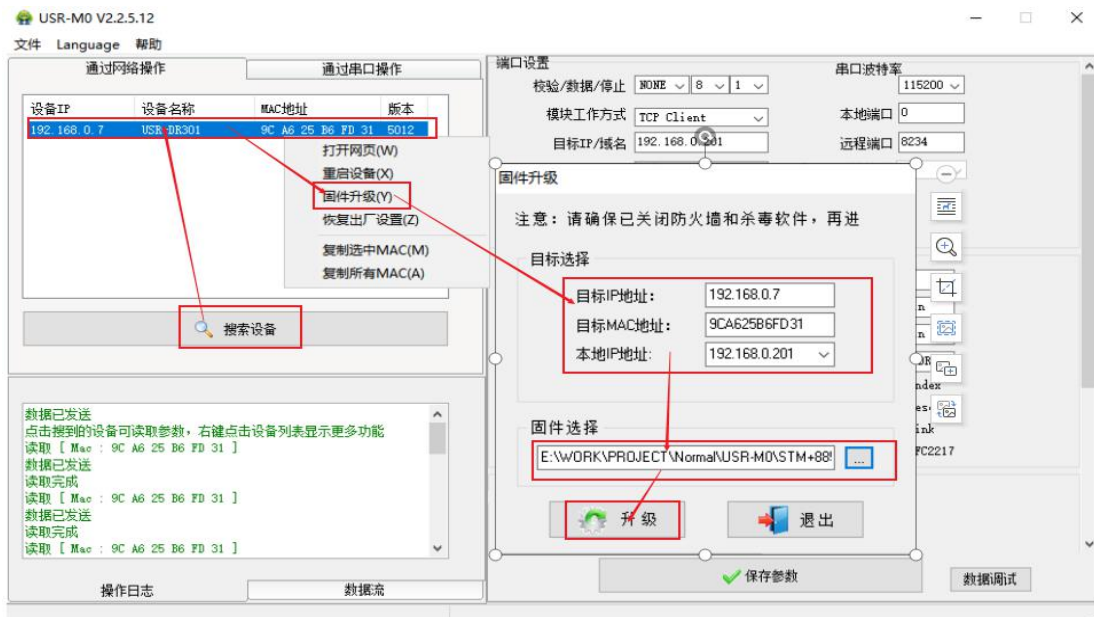 USR-M0 V2.2.5.12
文件 Language 帮助
通过网络操作 通过串口操作
设备IP 设备名称 MAC地址 版本
192.168.0.7 USR-DR301 9C A6 25 B6 FD 31 5012
打开网页(W)
重启设备(X)
固件升级(Y)
恢复出厂设置(Z)
复制选中MAC(M)
复制所有MAC(A)
搜索设备
数据已发送
点击搜到的设备可读取参数，右键点击设备列表显示更多功能
读取 [ Mac : 9C A6 25 B6 FD 31 ]
数据已发送
读取完成
读取 [ Mac : 9C A6 25 B6 FD 31 ]
数据已发送
读取完成
读取 [ Mac : 9C A6 25 B6 FD 31 ]
操作日志 数据流
端口设置
校验/数据/停止 NONE 8 1
串口波特率 115200
模块工作方式 TCP Client
本地端口 0
目标IP/域名 192.168.0.201
远程端口 8234
固件升级
注意：请确保已关闭防火墙和杀毒软件，再进
目标选择
目标IP地址： 192.168.0.7
目标MAC地址： 9CA625B6FD31
本地IP地址: 192.168.0.201
固件选择
E:\WORK\PROJECT\Normal\USR-M0\STM+88 ...
升级 退出
ndex
ink
FC2217
保存参数 数据调试